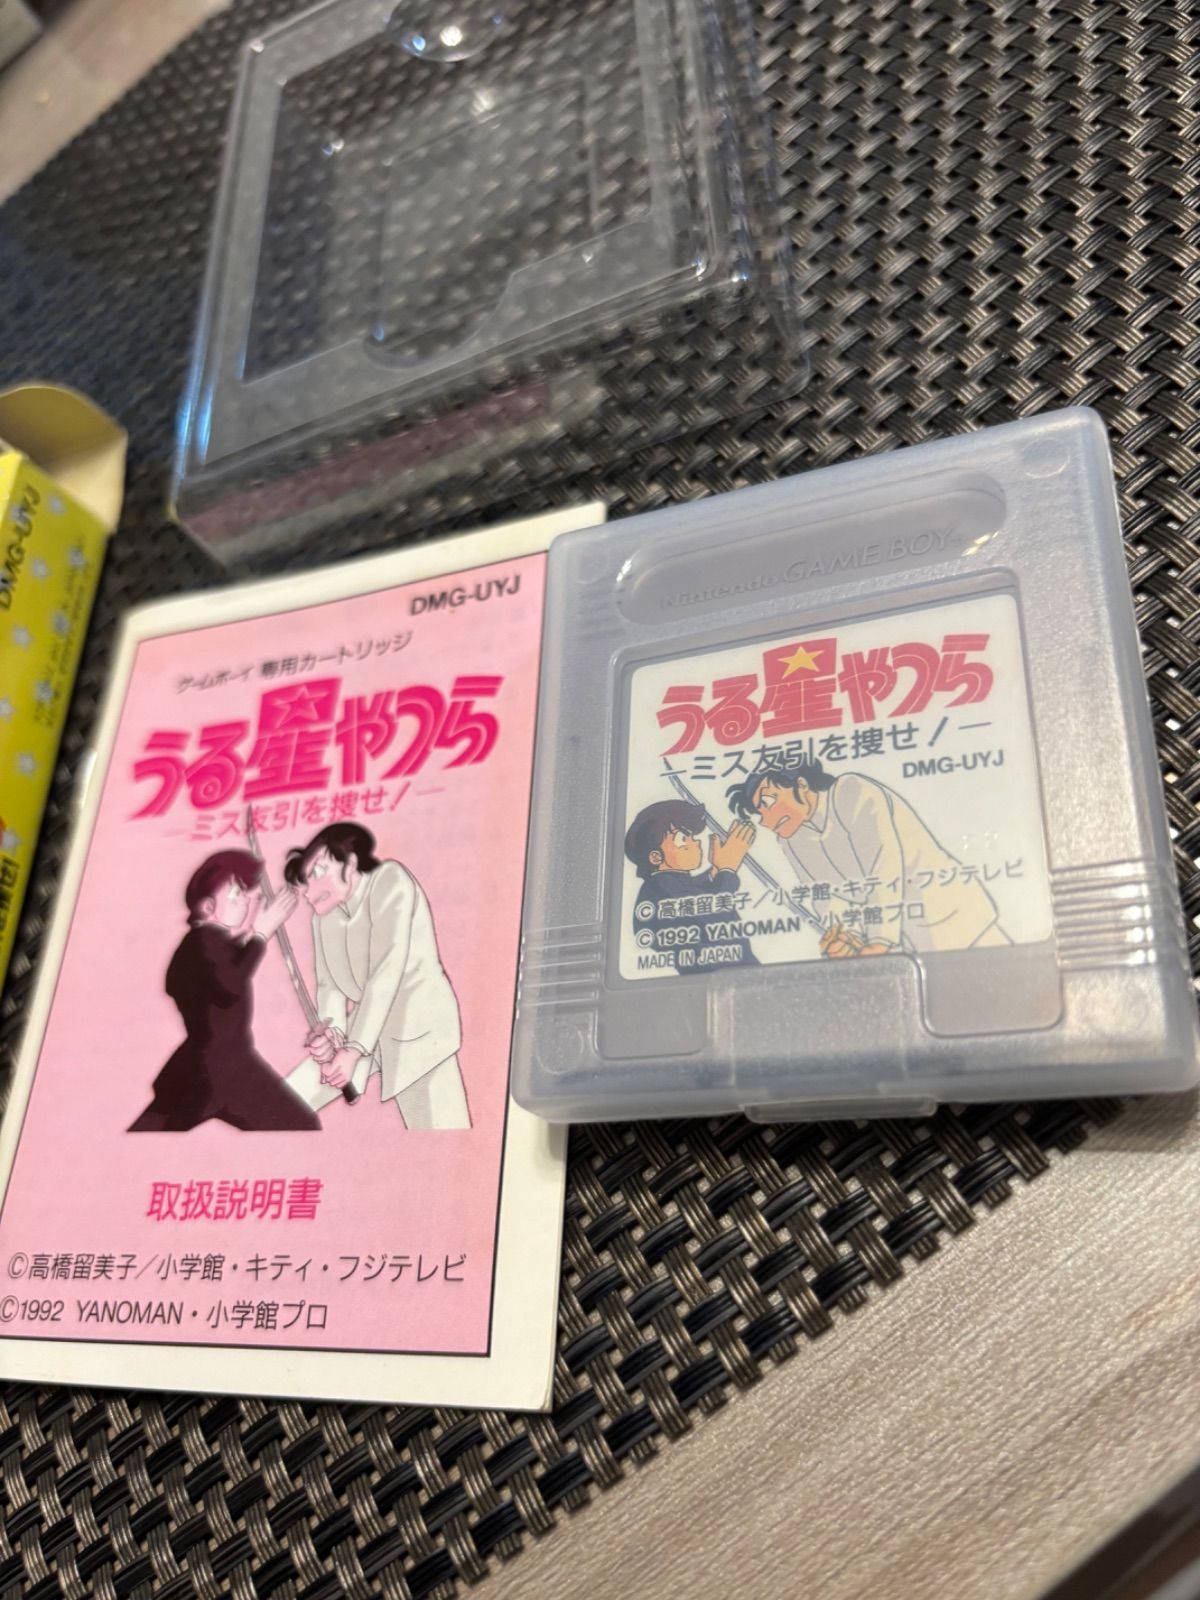 DMG-UYJ
DMG-UYJ
ゲームボーイ 専用カートリッジ
うる星やつら
ーミス友引を捜せ!ー
取扱説明書
©高橋留美子/小学館・キティ・フジテレビ
©1992 YANOMAN・小学館プロ
Nintendo GAME BOY
うる星やつら
ーミス友引を捜せ!ー
DMG-UYJ
©高橋留美子/小学館・キティ・フジテレビ
©1992 YANOMAN・小学館プロ
MADE IN JAPAN